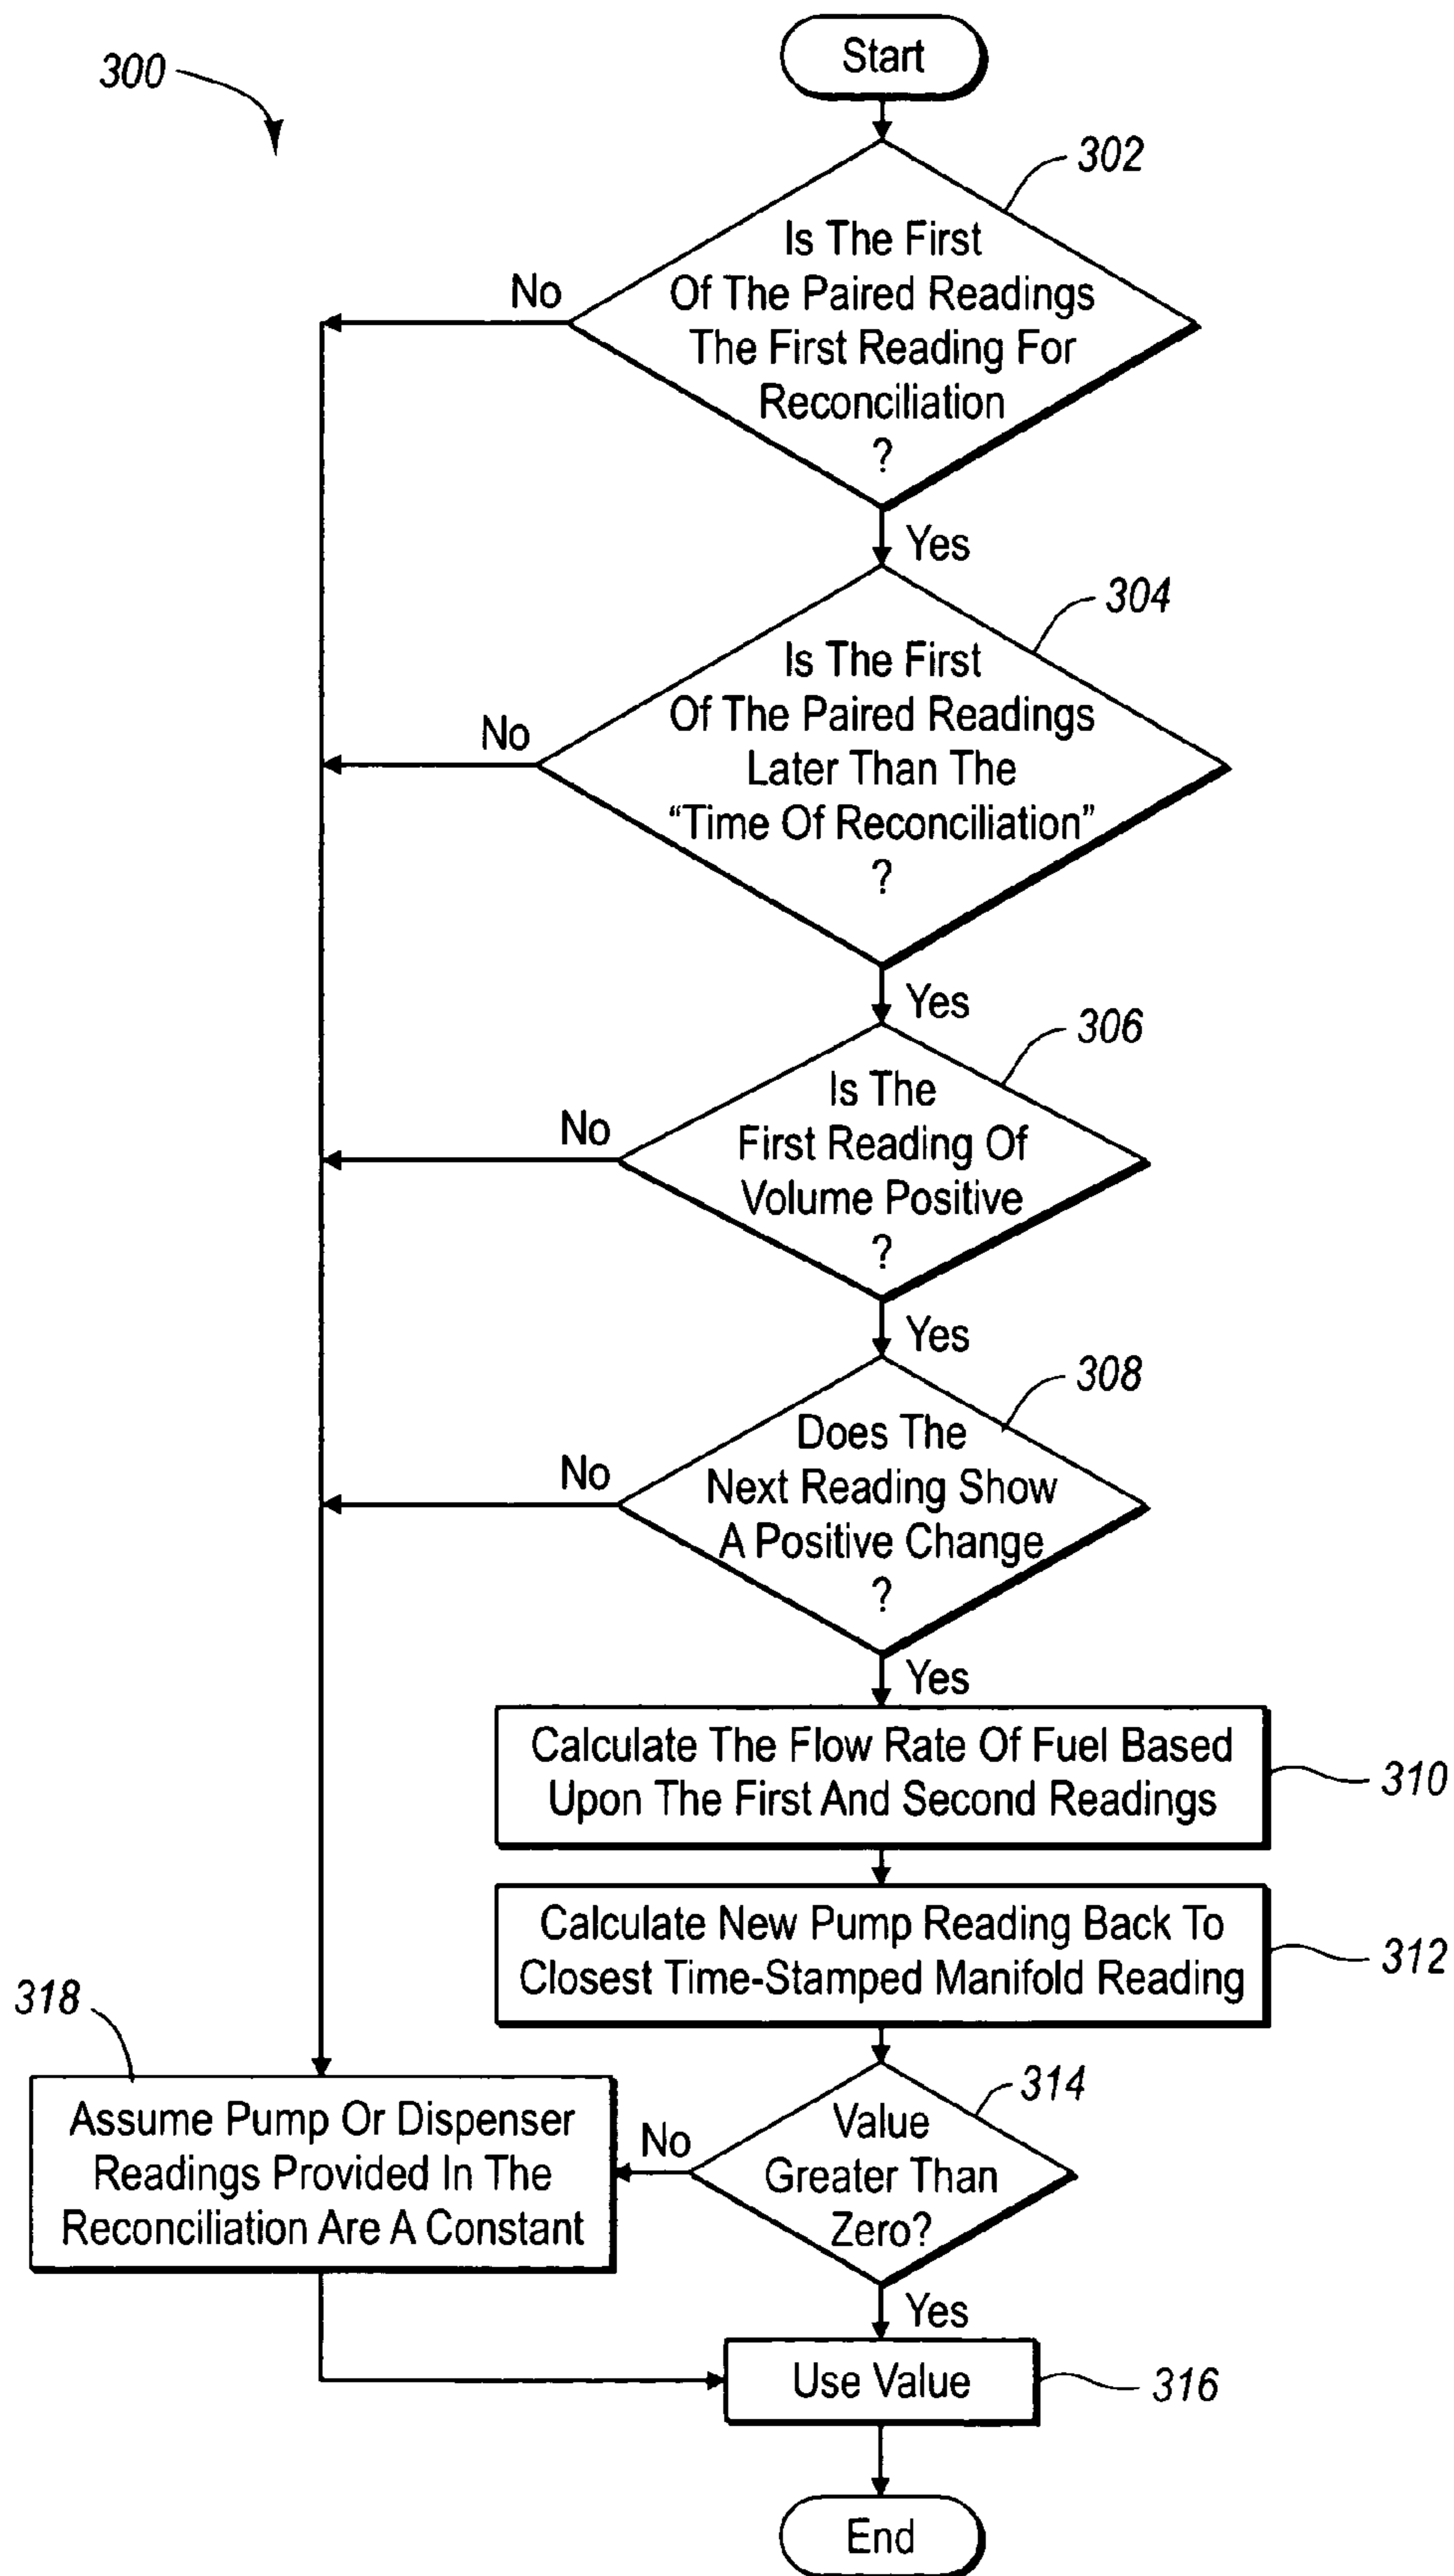 300
Start
302
Is The First
Of The Paired Readings
The First Reading For
Reconciliation
?
No
Yes
304
Is The First
Of The Paired Readings
Later Than The
“Time Of Reconciliation”
?
No
Yes
306
Is The
First Reading Of
Volume Positive
?
No
Yes
308
Does The
Next Reading Show
A Positive Change
?
No
Yes
Calculate The Flow Rate Of Fuel Based
Upon The First And Second Readings
310
Calculate New Pump Reading Back To
Closest Time-Stamped Manifold Reading
312
314
Value
Greater Than
Zero?
No
Yes
318
Assume Pump Or Dispenser
Readings Provided In The
Reconciliation Are A Constant
Use Value
316
End